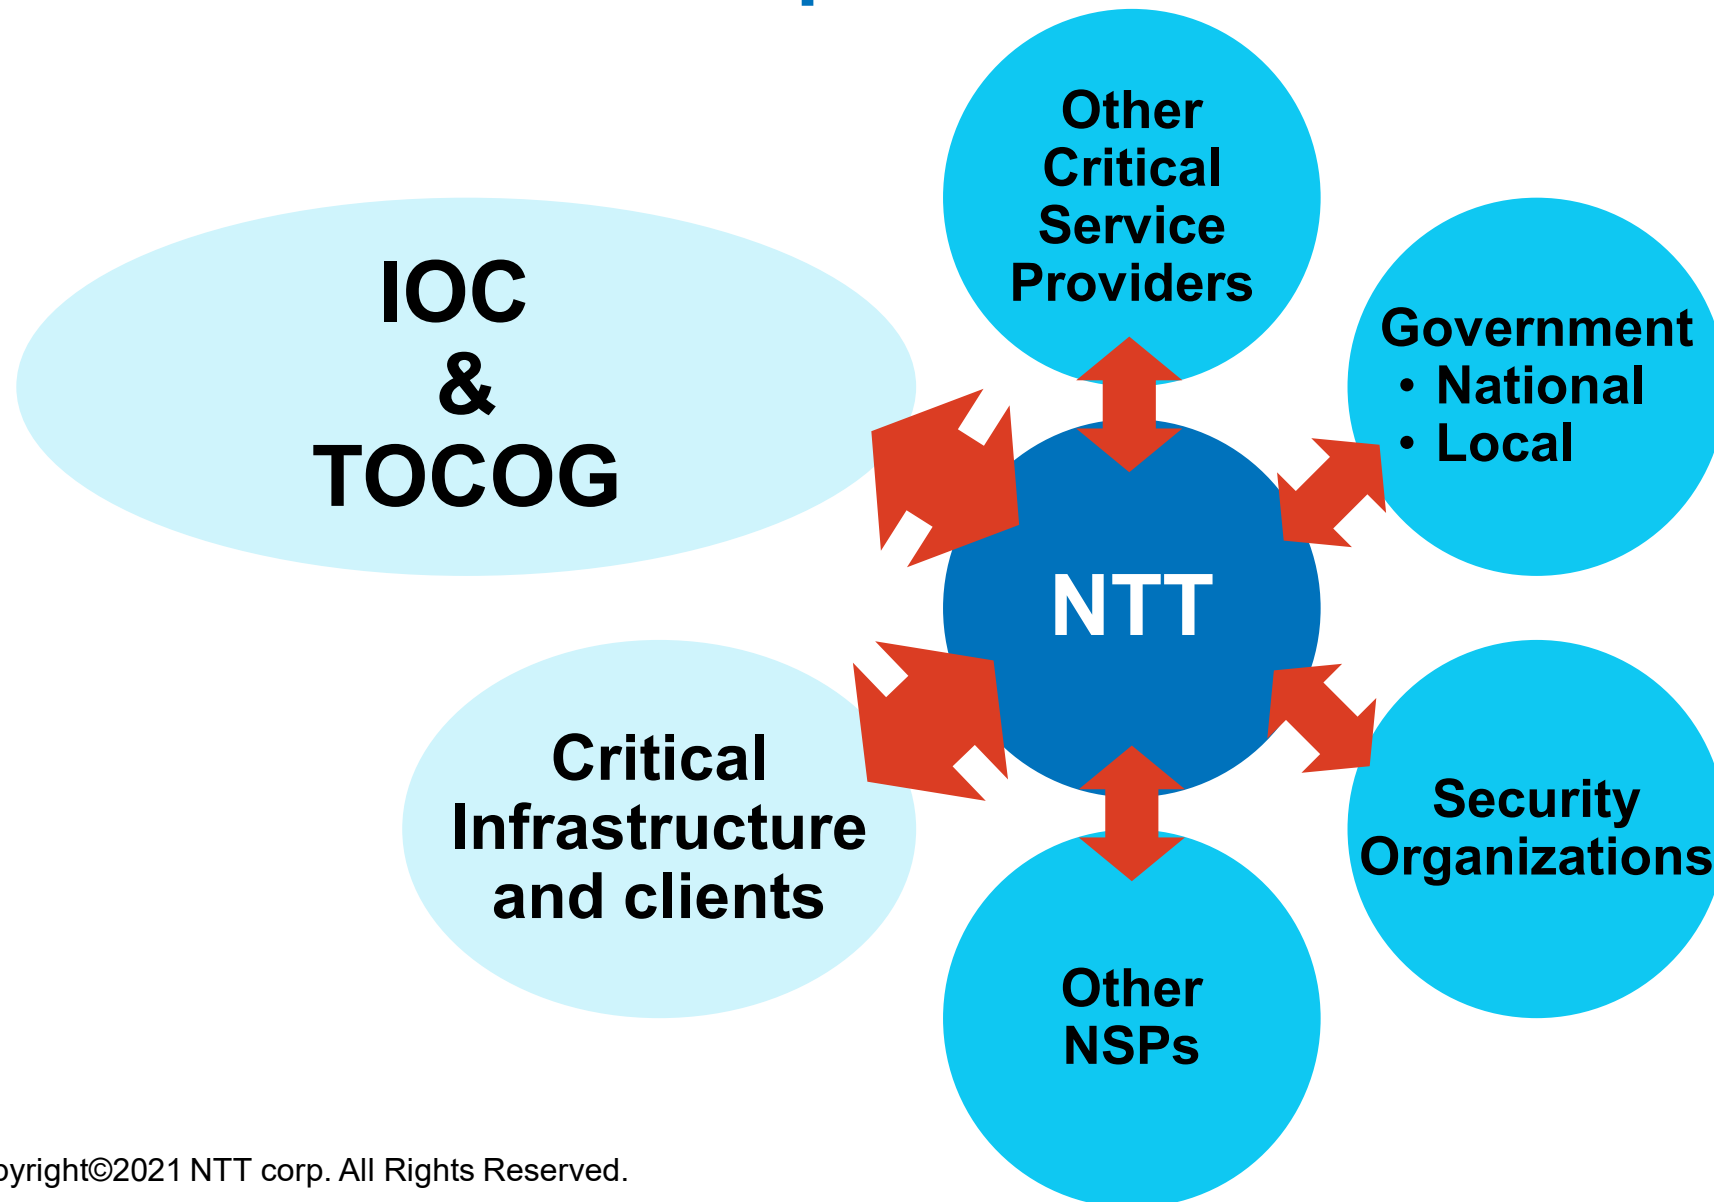 Other
Critical
Service
Providers
IOC
&
TOCOG
Government
• National
• Local
NTT
Critical
Infrastructure
and clients
Security
Organizations
Other
NSPs
pyright©2021 NTT corp. All Rights Reserved.